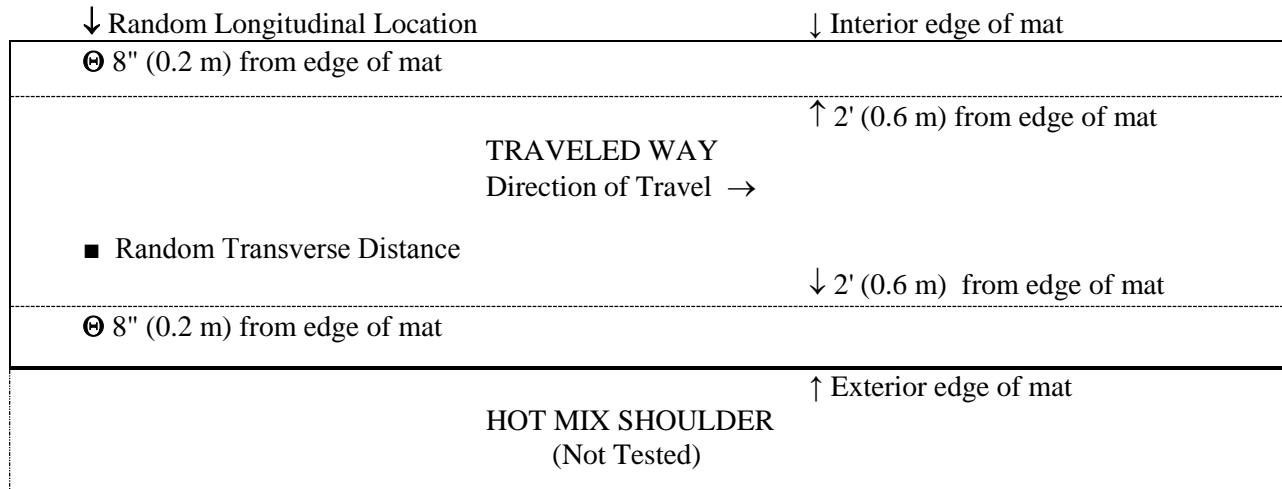 ↓ Random Longitudinal Location ↓ Interior edge of mat
Θ 8" (0.2 m) from edge of mat
↑ 2' (0.6 m) from edge of mat
TRAVELED WAY
Direction of Travel →
■ Random Transverse Distance
↓ 2' (0.6 m) from edge of mat
Θ 8" (0.2 m) from edge of mat
↑ Exterior edge of mat
HOT MIX SHOULDER
(Not Tested)